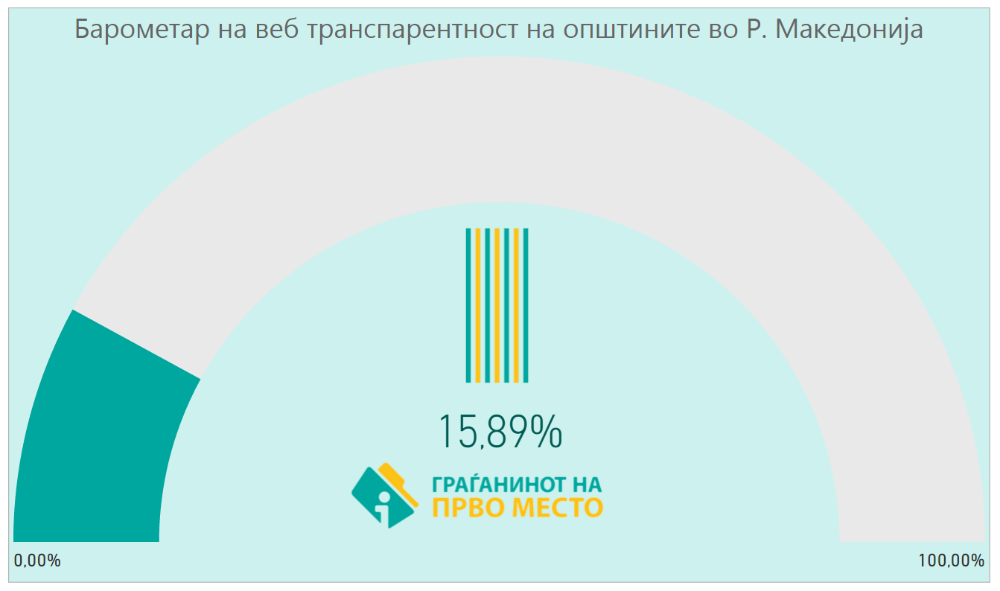 Барометар на веб транспарентност на општините во Р. Македонија
15,89%
ГРАЃАНИНОТ НА
ПРВО МЕСТО
0,00%
100,00%